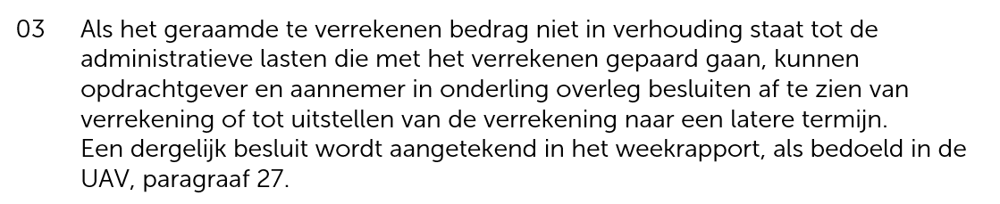 03 Als het geraamde te verrekenen bedrag niet in verhouding staat tot de
administratieve lasten die met het verrekenen gepaard gaan, kunnen
opdrachtgever en aannemer in onderling overleg besluiten af te zien van
verrekening of tot uitstellen van de verrekening naar een latere termijn.
Een dergelijk besluit wordt aangetekend in het weekrapport, als bedoeld in de
UAV, paragraaf 27.